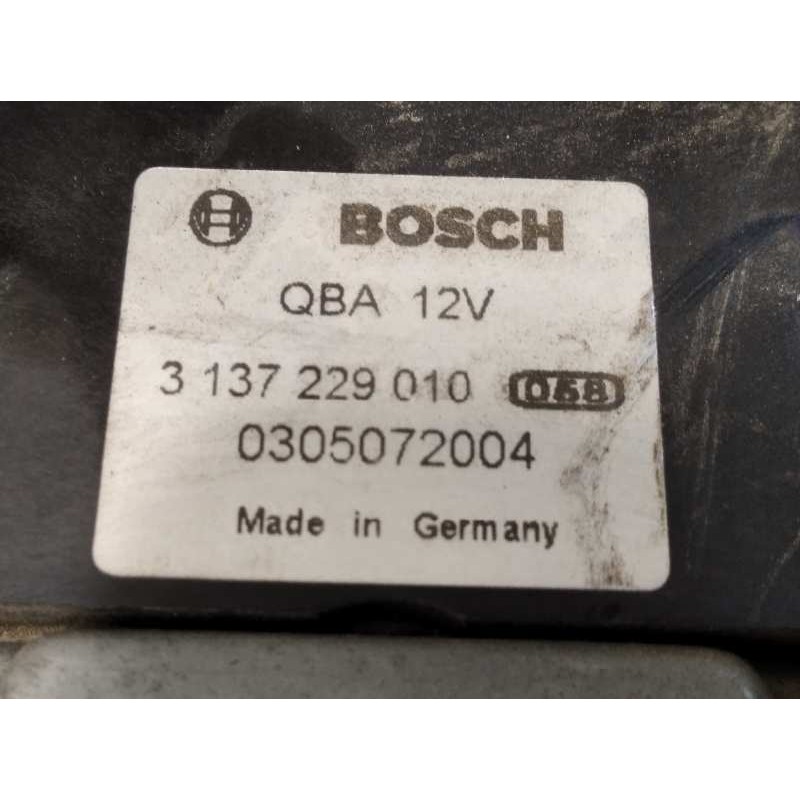 BOSCH
QBA 12V
3 137 229 010 058
0305072004
Made in Germany